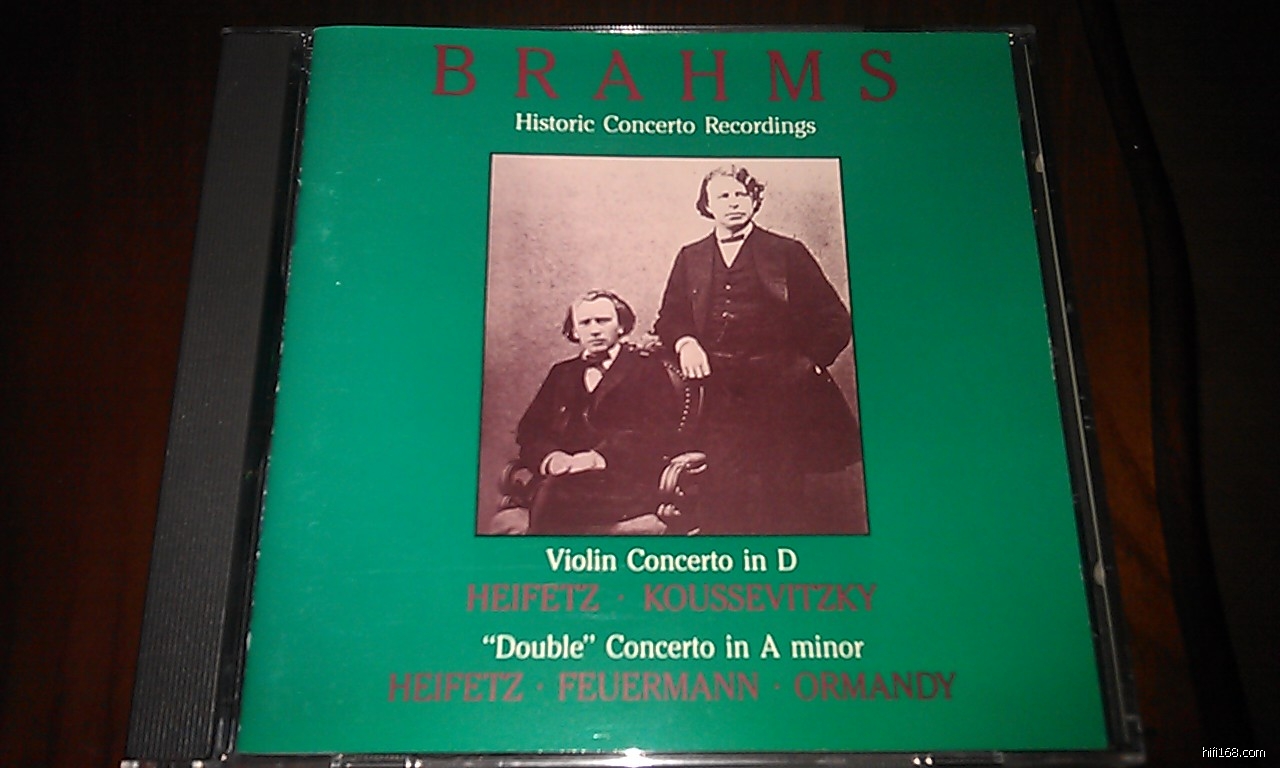 BRAHMS
Historic Concerto Recordings
Violin Concerto in D
HEIFETZ · KOUSSEVITZKY
"Double" Concerto in A minor
HEIFETZ · FEUERMANN · ORMANDY
hifi168.com